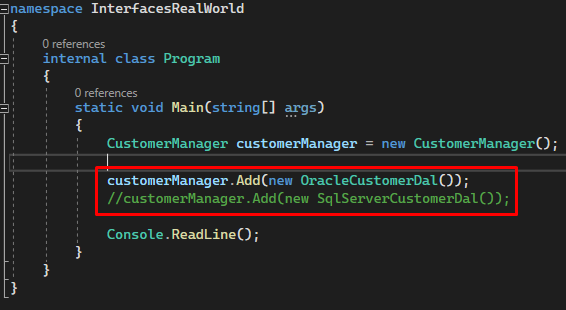 namespace InterfacesRealWorld
{
0 references
internal class Program
{
0 references
static void Main(string[] args)
{
CustomerManager customerManager = new CustomerManager();
customerManager.Add(new OracleCustomerDal());
//customerManager.Add(new SqlServerCustomerDal());
Console.ReadLine();
}
}
}